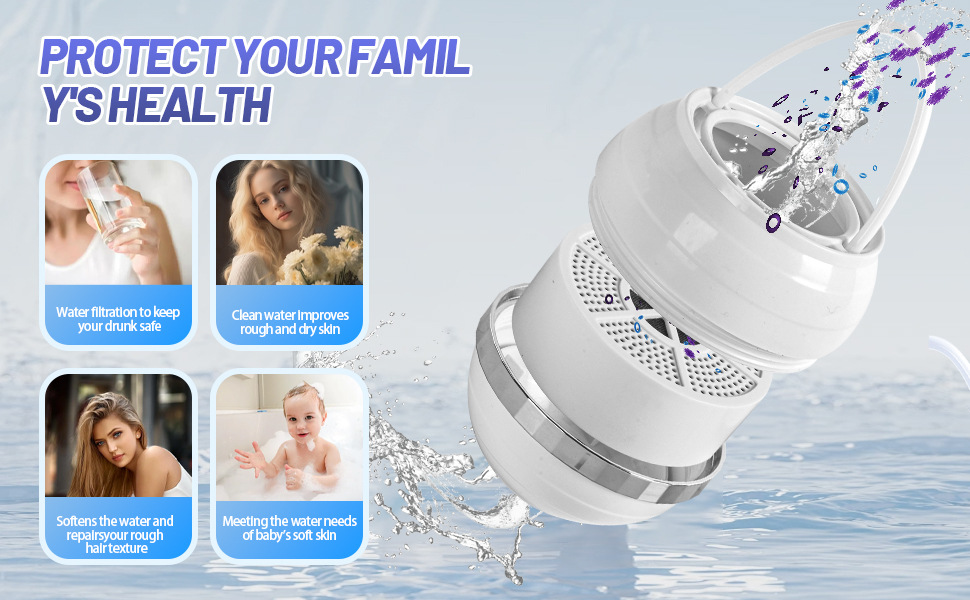 PROTECT YOUR FAMIL
Y'S HEALTH
Water filtration to keep
your drunk safe
Clean water improves
rough and dry skin
Softens the water and
repairsyour rough
hair texture
Meeting the water needs
of baby's soft skin